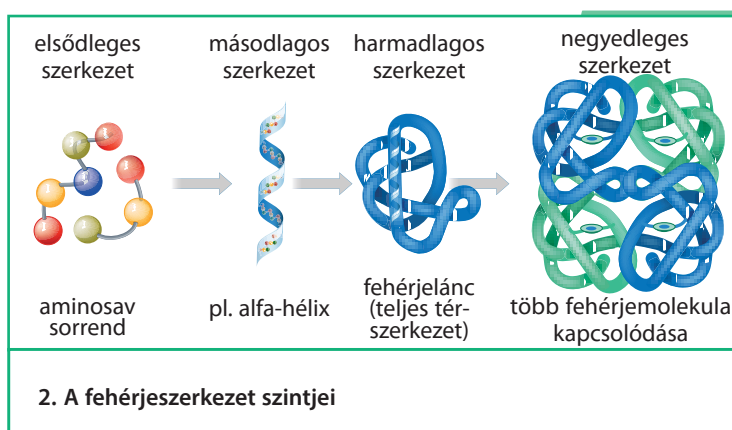 elsődleges
szerkezet
másodlagos
szerkezet
harmadlagos
szerkezet
negyedleges
szerkezet
aminosav
sorrend
pl. alfa-hélix
fehérjelánc
(teljes tér-
szerkezet)
több fehérjemolekula
kapcsolódása
2. A fehérjeszerkezet szintjei